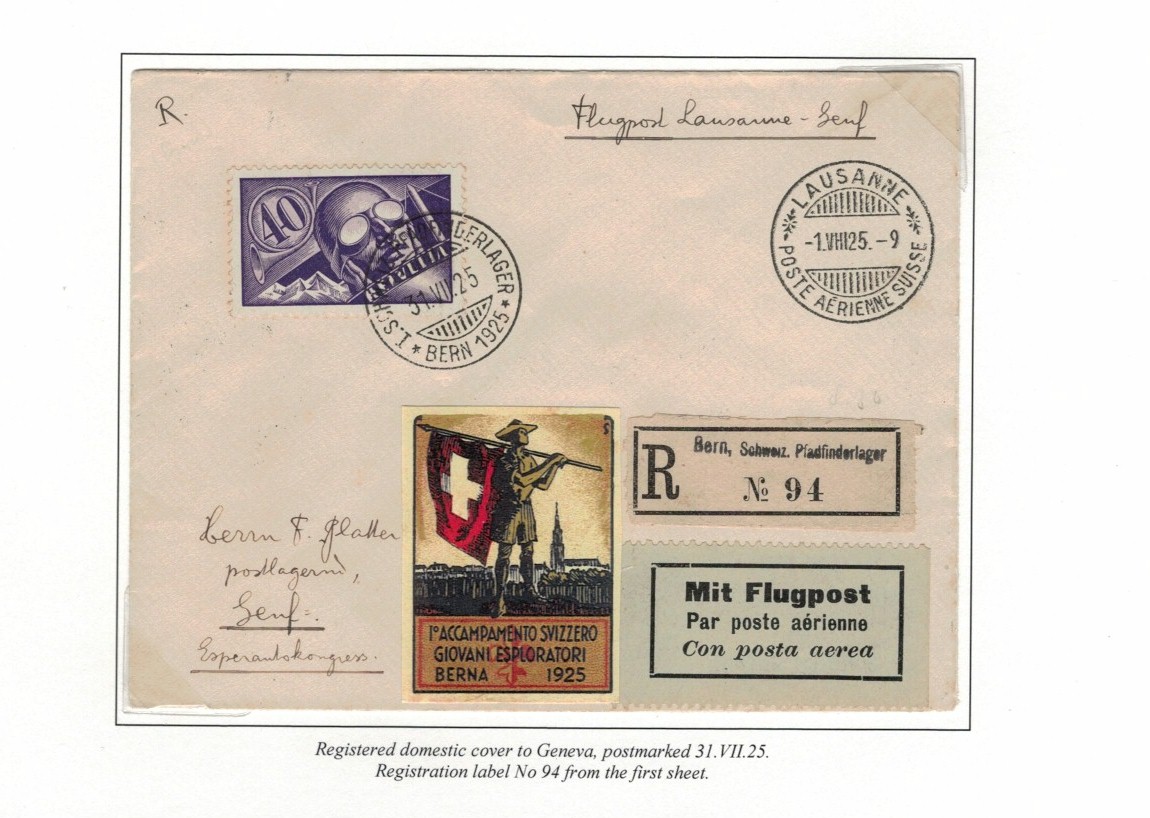 R.
Flugpost Lausanne - Genf
40
HELVETIA
I. SCHWEIZ. PFADFINDERLAGER
31.VII.25
* BERN 1925 *
LAUSANNE
-1.VIII25.-9
POSTE AÉRIENNE SUISSE
S
R
Bern, Schweiz. Pfadfinderlager
№ 94
Herrn F. Platter
postlagernd,
Genf.
Esperantokongress.
1º ACCAMPAMENTO SVIZZERO
GIOVANI ESPLORATORI
BERNA 1925
Mit Flugpost
Par poste aérienne
Con posta aerea
Registered domestic cover to Geneva, postmarked 31.VII.25.
Registration label No 94 from the first sheet.